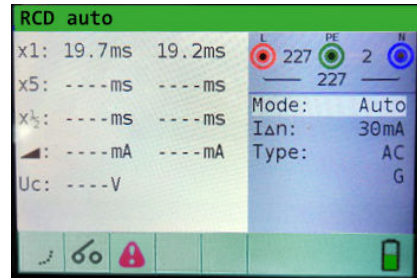 RCD auto
x1: 19.7ms 19.2ms
x5: ----ms ----ms
x½: ----ms ----ms
: ----mA ----mA
Uc: ----V
L PE N
227 2
227
Mode: Auto
I∆n: 30mA
Type: AC
G